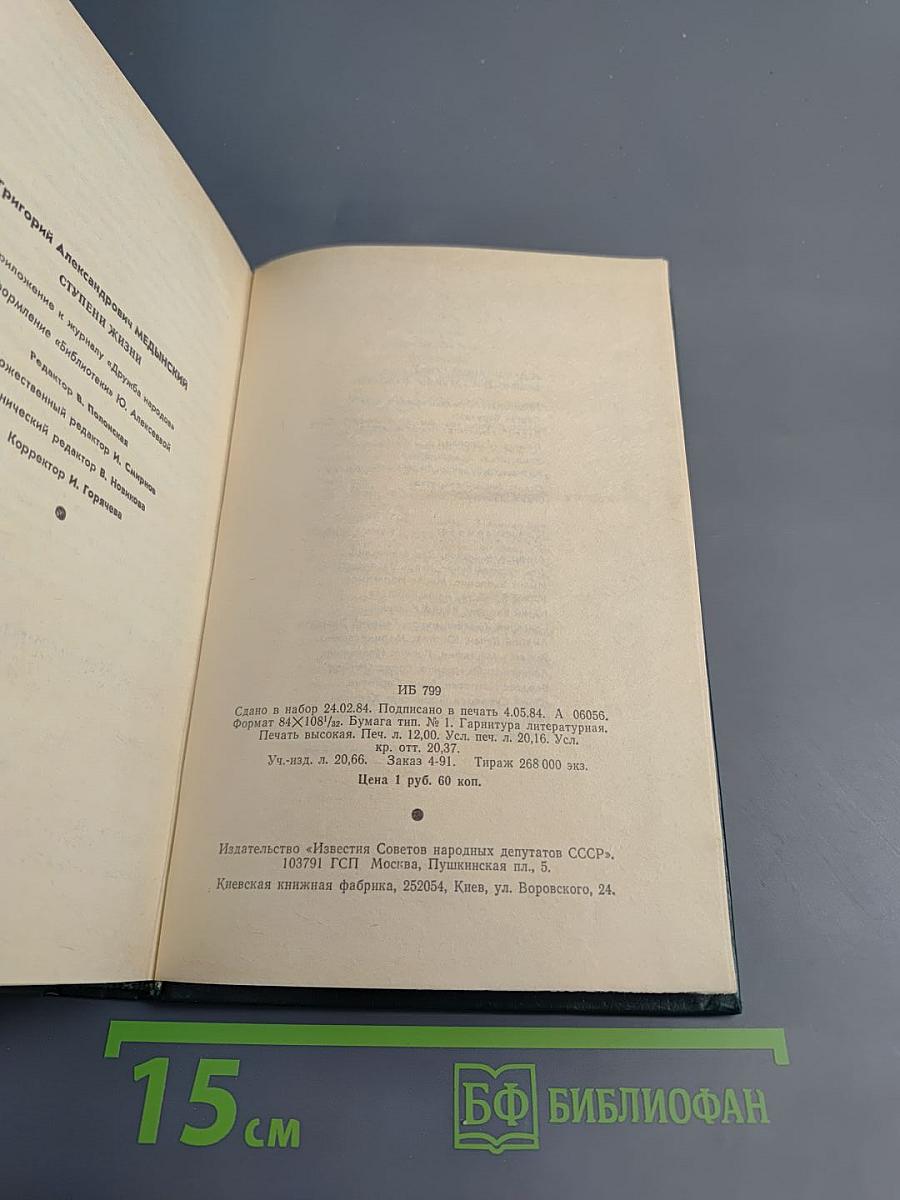 Григорий Александрович МЕДЫНСКИЙ
СТУПЕНИ ЖИЗНИ
к журналу «Дружба народов»
«Библиотеки» Ю. Алексеевой
Редактор В. Полонская
редактор И. Смирнов
редактор В. Новикова
Корректор И. Горячева
ИБ 799
Сдано в набор 24.02.84. Подписано в печать 4.05.84. А 06056.
Формат 84×108¹/₃₂. Бумага тип. № 1. Гарнитура литературная.
Печать высокая. Печ. л. 12,00. Усл. печ. л. 20,16. Усл.
кр. отт. 20,37.
Уч.-изд. л. 20,66. Заказ 4-91. Тираж 268 000 экз.
Цена 1 руб. 60 коп.
Издательство «Известия Советов народных депутатов СССР».
103791 ГСП Москва, Пушкинская пл., 5.
Киевская книжная фабрика, 252054, Киев, ул. Воровского, 24.
15 см
БФ БИБЛИОФАН